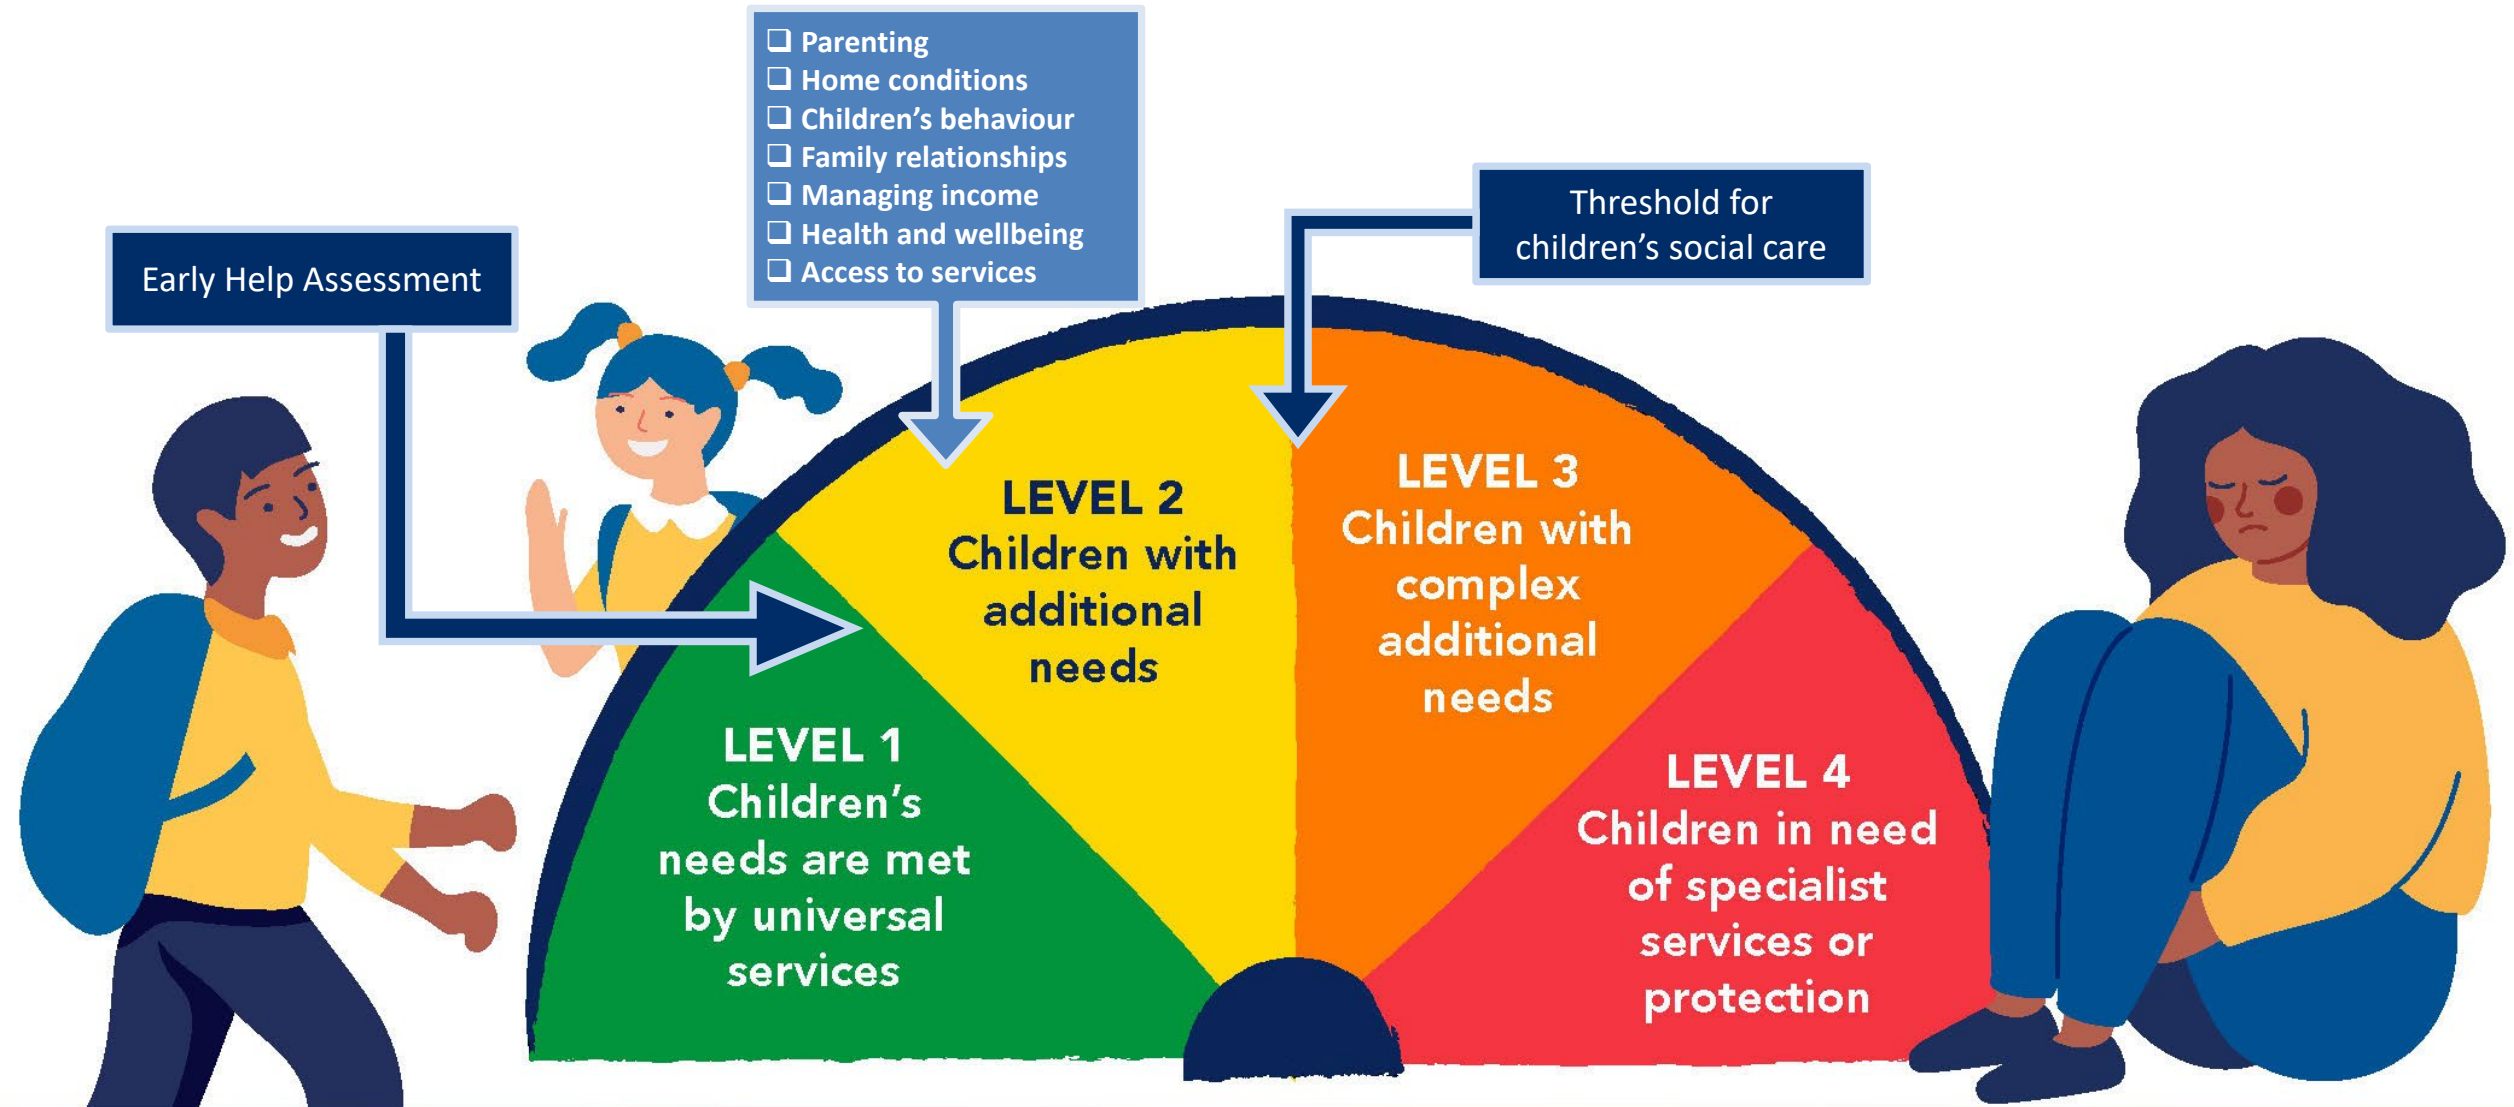 ❑ Parenting
❑ Home conditions
❑ Children’s behaviour
❑ Family relationships
❑ Managing income
❑ Health and wellbeing
❑ Access to services
Threshold for
children’s social care
Early Help Assessment
LEVEL 1
Children’s
needs are met
by universal
services
LEVEL 2
Children with
additional
needs
LEVEL 3
Children with
complex
additional
needs
LEVEL 4
Children in need
of specialist
services or
protection